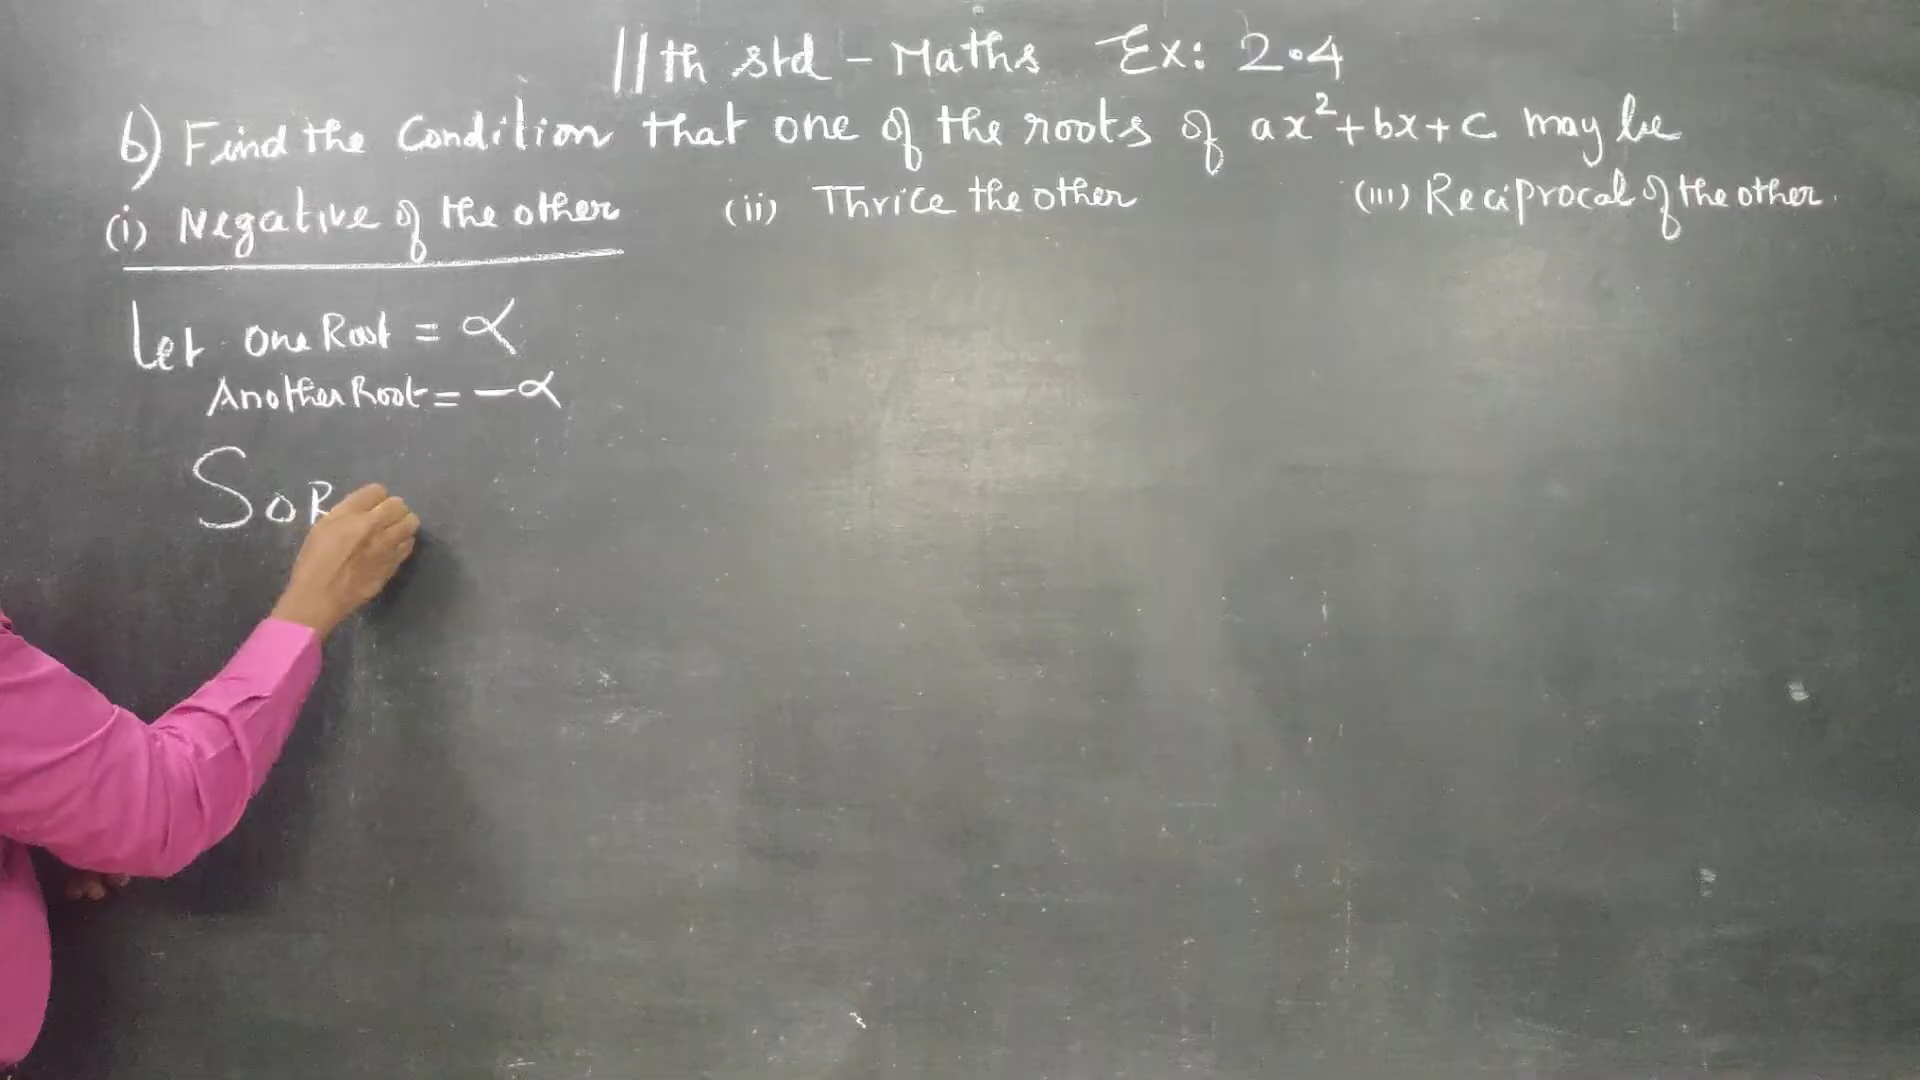 11th std - Maths Ex: 2.4
6) Find the Condition that one of the roots of ax²+bx+c may be
(i) Negative of the other (ii) Thrice the other (iii) Reciprocal of the other.
Let one Root = α
Another Root = -α
SoR